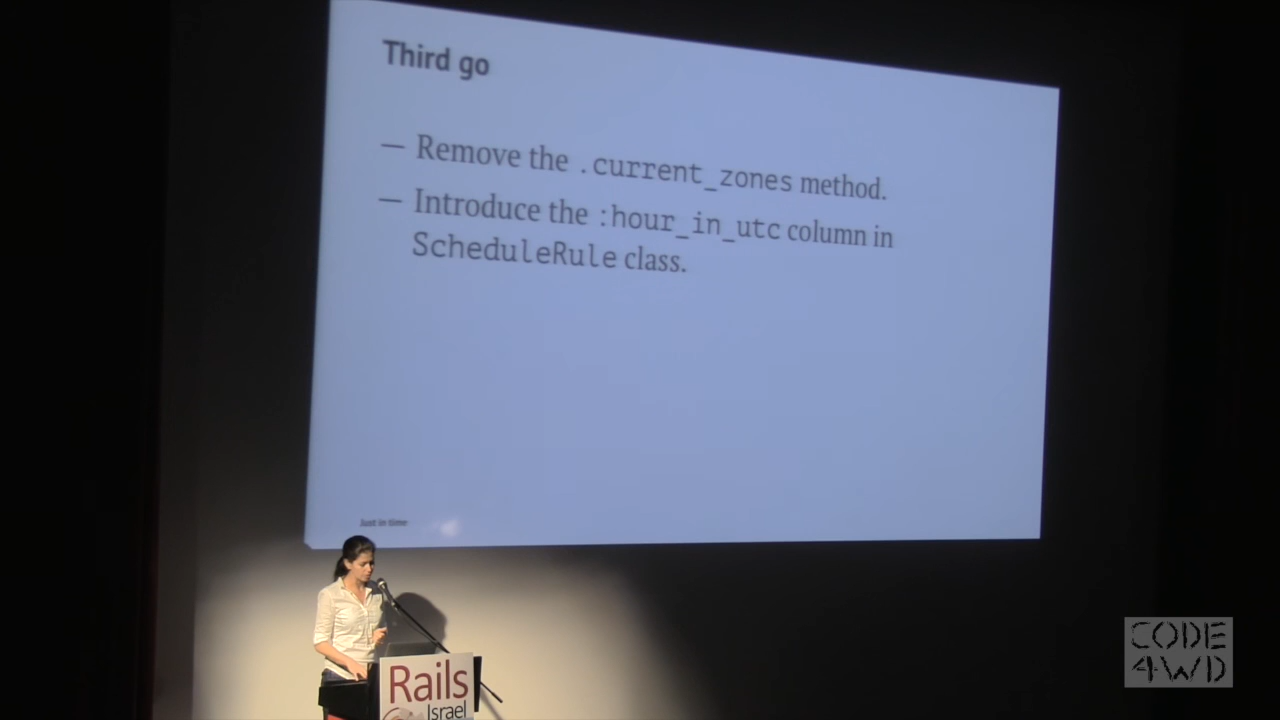 Third go
— Remove the .current_zones method.
— Introduce the :hour_in_utc column in
ScheduleRule class.
Just in time
Rails
Israel
CODE
4WD